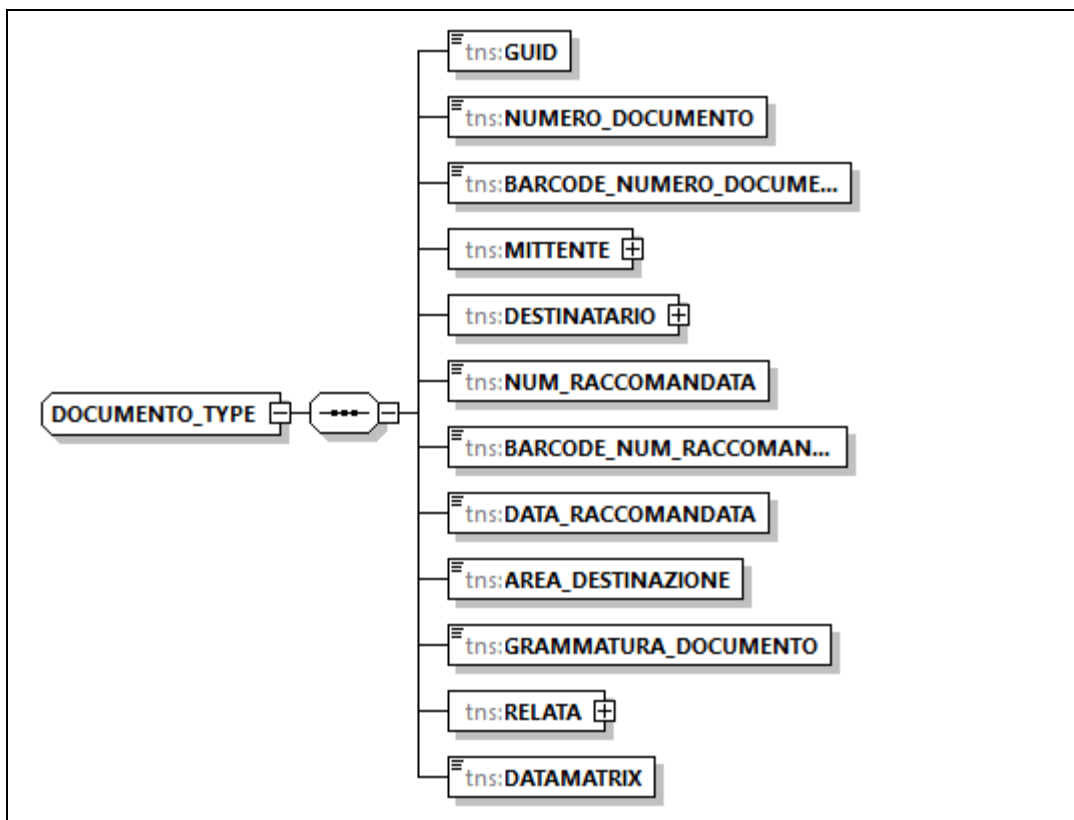 tns:GUID
tns:NUMERO_DOCUMENTO
tns:BARCODE_NUMERO_DOCUME...
tns:MITTENTE
tns:DESTINATARIO
tns:NUM_RACCOMANDATA
DOCUMENTO_TYPE
tns:BARCODE_NUM_RACCOMAN...
tns:DATA_RACCOMANDATA
tns:AREA_DESTINAZIONE
tns:GRAMMATURA_DOCUMENTO
tns:RELATA
tns:DATAMATRIX